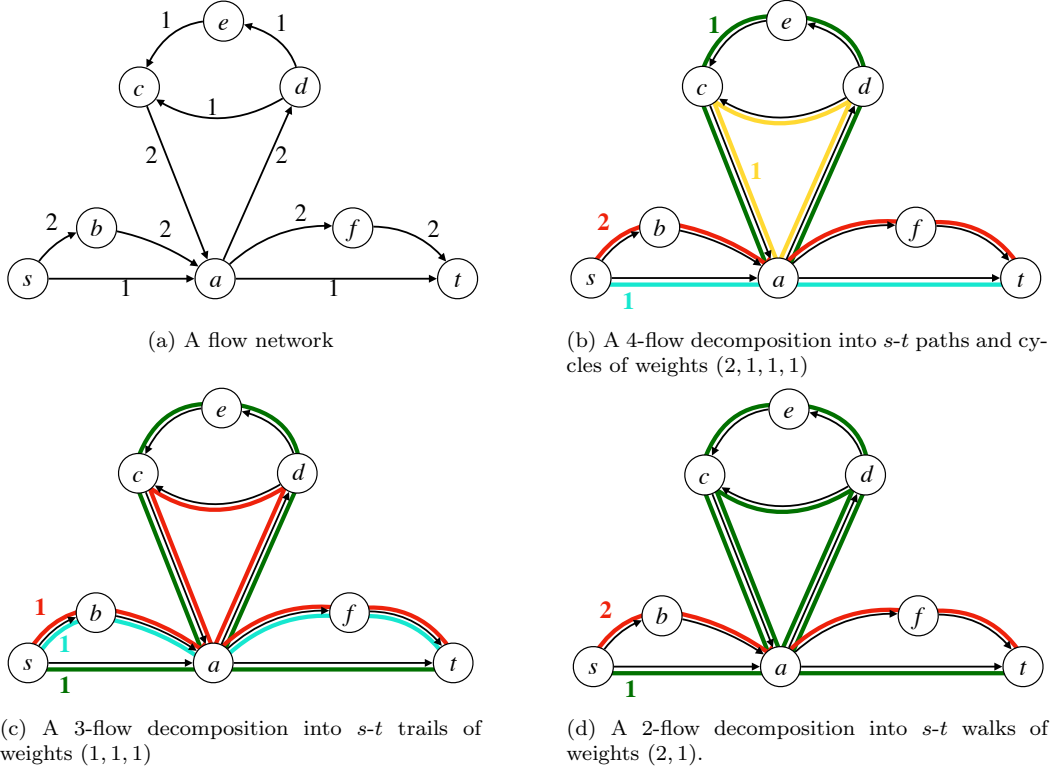 1
e
1
c
d
1
2
2
2
b
2
2
f
2
s
a
t
1
1
(a) A flow network
1
e
c
d
1
2
b
f
s
a
t
1
(b) A 4-flow decomposition into s-t paths and cy-
cles of weights (2, 1, 1, 1)
e
c
d
1
b
f
1
s
a
t
1
(c) A 3-flow decomposition into s-t trails of
weights (1, 1, 1)
e
c
d
2
b
f
s
a
t
1
(d) A 2-flow decomposition into s-t walks of
weights (2, 1).